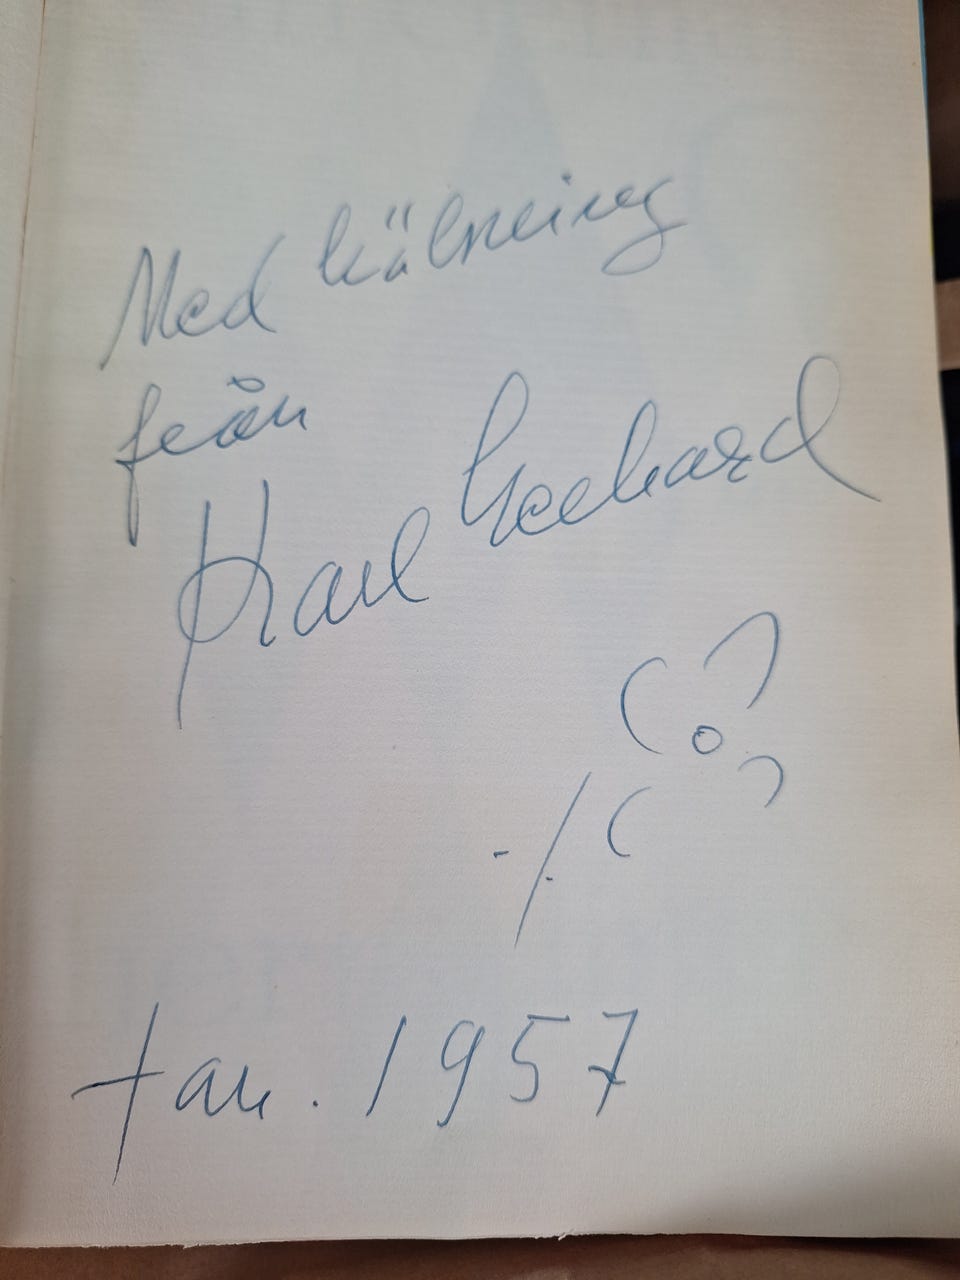 Med hälsning
från
Karl Gerhard
Jan. 1957